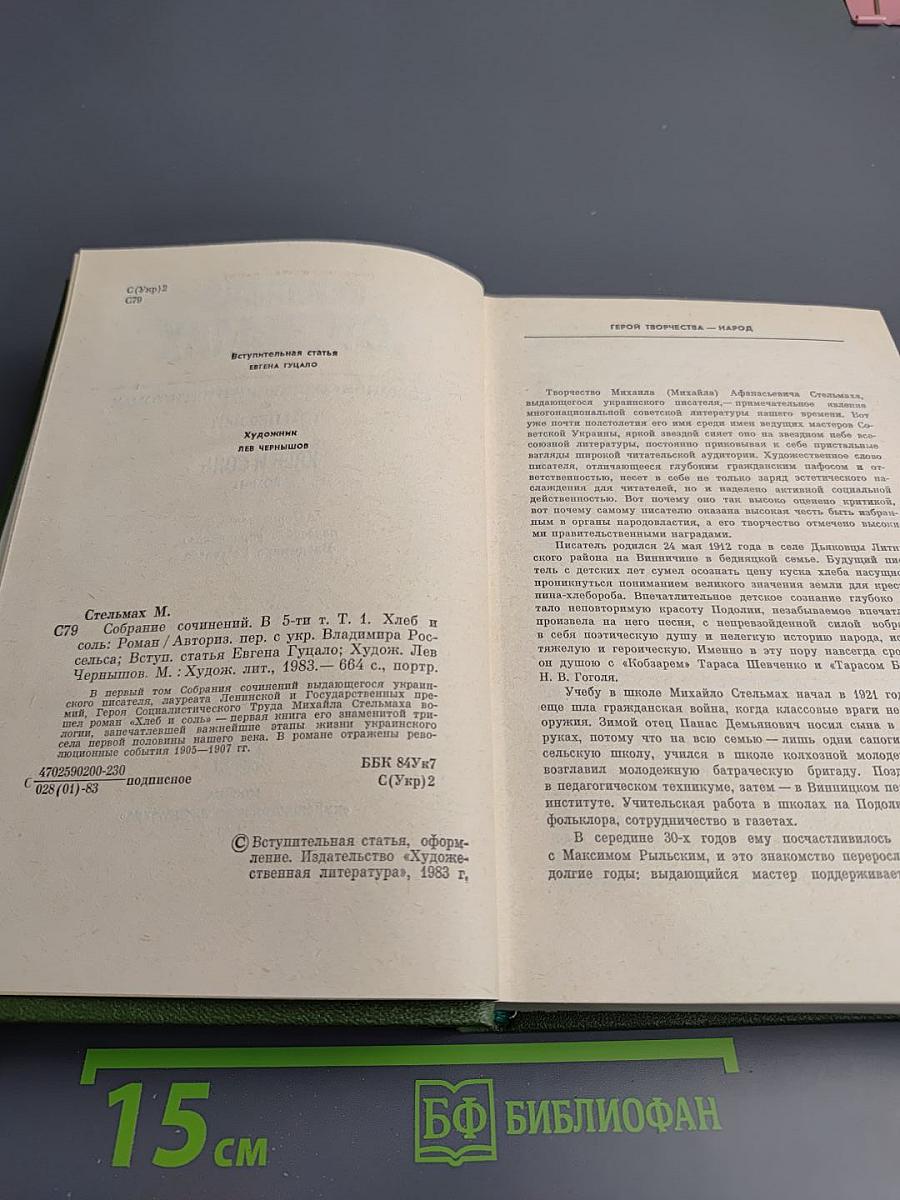 С(Укр)2
С79
Вступительная статья
ЕВГЕНА ГУЦАЛО
Художник
ЛЕВ ЧЕРНЫШОВ
Стельмах М.
С79 Собрание сочинений. В 5-ти т. Т. 1. Хлеб и
соль: Роман / Авториз. пер. с укр. Владимира Рос-
сельса; Вступ. статья Евгена Гуцало; Худож. Лев
Чернышов. М. : Худож. лит., 1983.— 664 с., портр.
В первый том Собрания сочинений выдающегося украин-
ского писателя, лауреата Ленинской и Государственных пре-
мий, Героя Социалистического Труда Михайла Стельмаха во-
шел роман «Хлеб и соль» — первая книга его знаменитой три-
логии, запечатлевшей важнейшие этапы жизни украинского
села первой половины нашего века. В романе отражены рево-
люционные события 1905—1907 гг.
С 4702590200-230
028(01)-83 подписное
ББК 84Ук7
С(Укр)2
© Вступительная статья, оформ-
ление. Издательство «Художе-
ственная литература», 1983 г,
ГЕРОЙ ТВОРЧЕСТВА — НАРОД
Творчество Михаила (Михайла) Афанасьевича Стельмаха,
выдающегося украинского писателя,— примечательное явление
многонациональной советской литературы нашего времени. Вот
уже почти полстолетия его имя среди имен ведущих мастеров Со-
ветской Украины, яркой звездой сияет оно на звездном небе все-
союзной литературы, постоянно приковывая к себе пристальные
взгляды широкой читательской аудитории. Художественное слово
писателя, отличающееся глубоким гражданским пафосом и от-
ветственностью, несет в себе не только заряд эстетического на-
слаждения для читателей, но и наделено активной социальной
действенностью. Вот почему оно так высоко оценено критикой,
вот почему самому писателю оказана высокая честь быть избран-
ным в органы народовластия, а его творчество отмечено высоки
ми правительственными наградами.
Писатель родился 24 мая 1912 года в селе Дьяковцы Литин
ского района на Винничине в бедняцкой семье. Будущий пис
тель с детских лет сумел осознать цену куска хлеба насущно
проникнуться пониманием великого значения земли для крест
нина-хлебороба. Впечатлительное детское сознание глубоко
тало неповторимую красоту Подолии, незабываемое впечатл
произвела на него песня, с непревзойденной силой вобра
в себя поэтическую душу и нелегкую историю народа, ис
тяжелую и героическую. Именно в эту пору навсегда сро
он душою с «Кобзарем» Тараса Шевченко и «Тарасом Б
Н. В. Гоголя.
Учебу в школе Михайло Стельмах начал в 1921 год
еще шла гражданская война, когда классовые враги не
оружия. Зимой отец Панас Демьянович носил сына в
руках, потому что на всю семью — лишь одни сапоги
сельскую школу, учился в школе колхозной молоде
возглавил молодежную батраческую бригаду. Позд
в педагогическом техникуме, затем — в Винницком пе
институте. Учительская работа в школах на Подоли
фольклора, сотрудничество в газетах.
В середине 30-х годов ему посчастливилось
с Максимом Рыльским, и это знакомство переросл
долгие годы: выдающийся мастер поддерживает
15 см
БФ БИБЛИОФАН